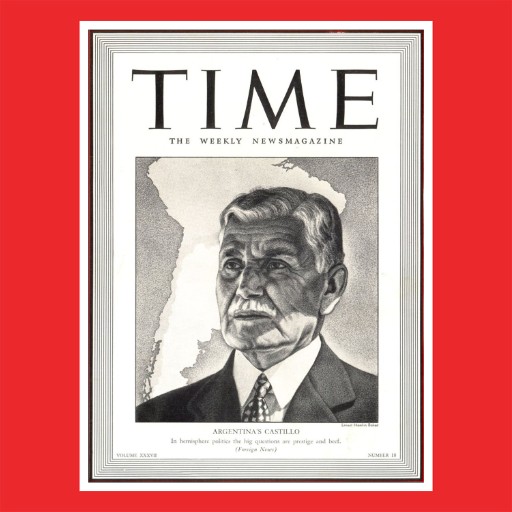 TIME
THE WEEKLY NEWSMAGAZINE
ARGENTINA'S CASTILLO
In hemisphere politics the big questions are prestige and beef.
(Foreign News)
VOLUME XXXVII
NUMBER 18